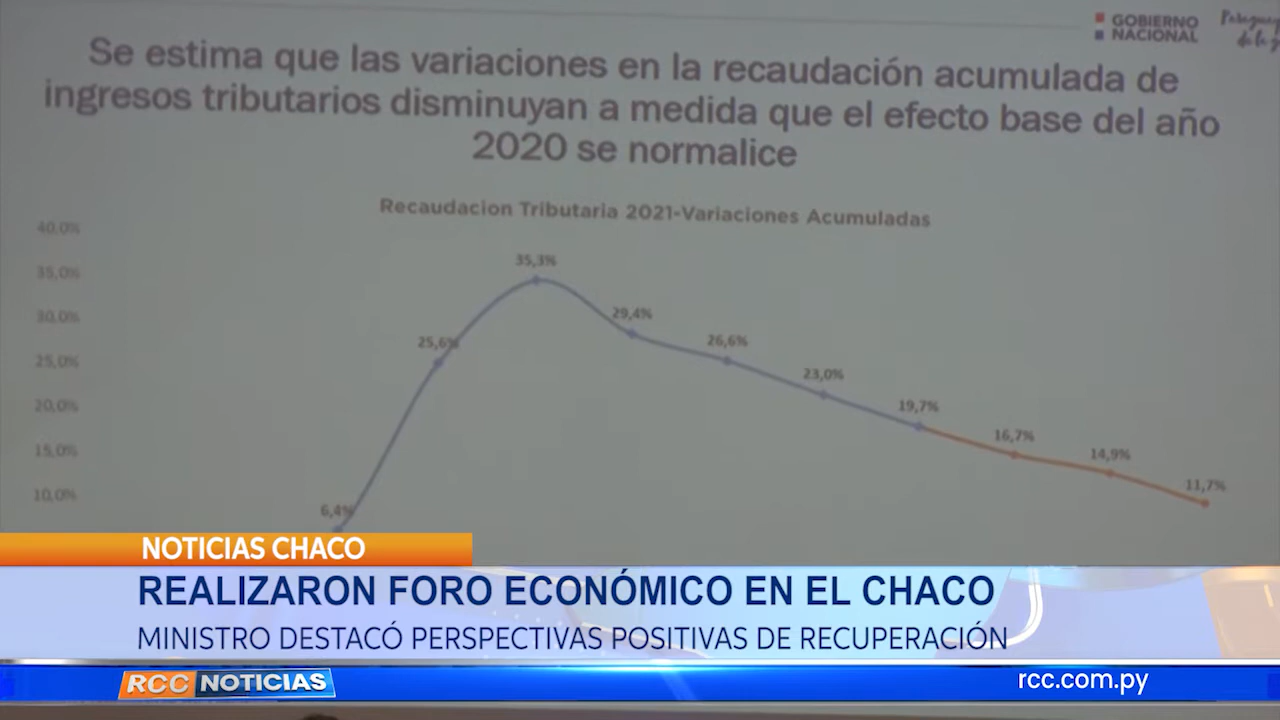 GOBIERNO
NACIONAL
Se estima que las variaciones en la recaudación acumulada de
ingresos tributarios disminuyan a medida que el efecto base del año
2020 se normalice
Recaudacion Tributaria 2021-Variaciones Acumuladas
40,0%
35,0%
30,0%
25,0%
20,0%
15,0%
10,0%
6,4%
25,6%
35,3%
29,4%
26,6%
23,0%
19,7%
16,7%
14,9%
11,7%
NOTICIAS CHACO
REALIZARON FORO ECONÓMICO EN EL CHACO
MINISTRO DESTACÓ PERSPECTIVAS POSITIVAS DE RECUPERACIÓN
RCC NOTICIAS
rcc.com.py